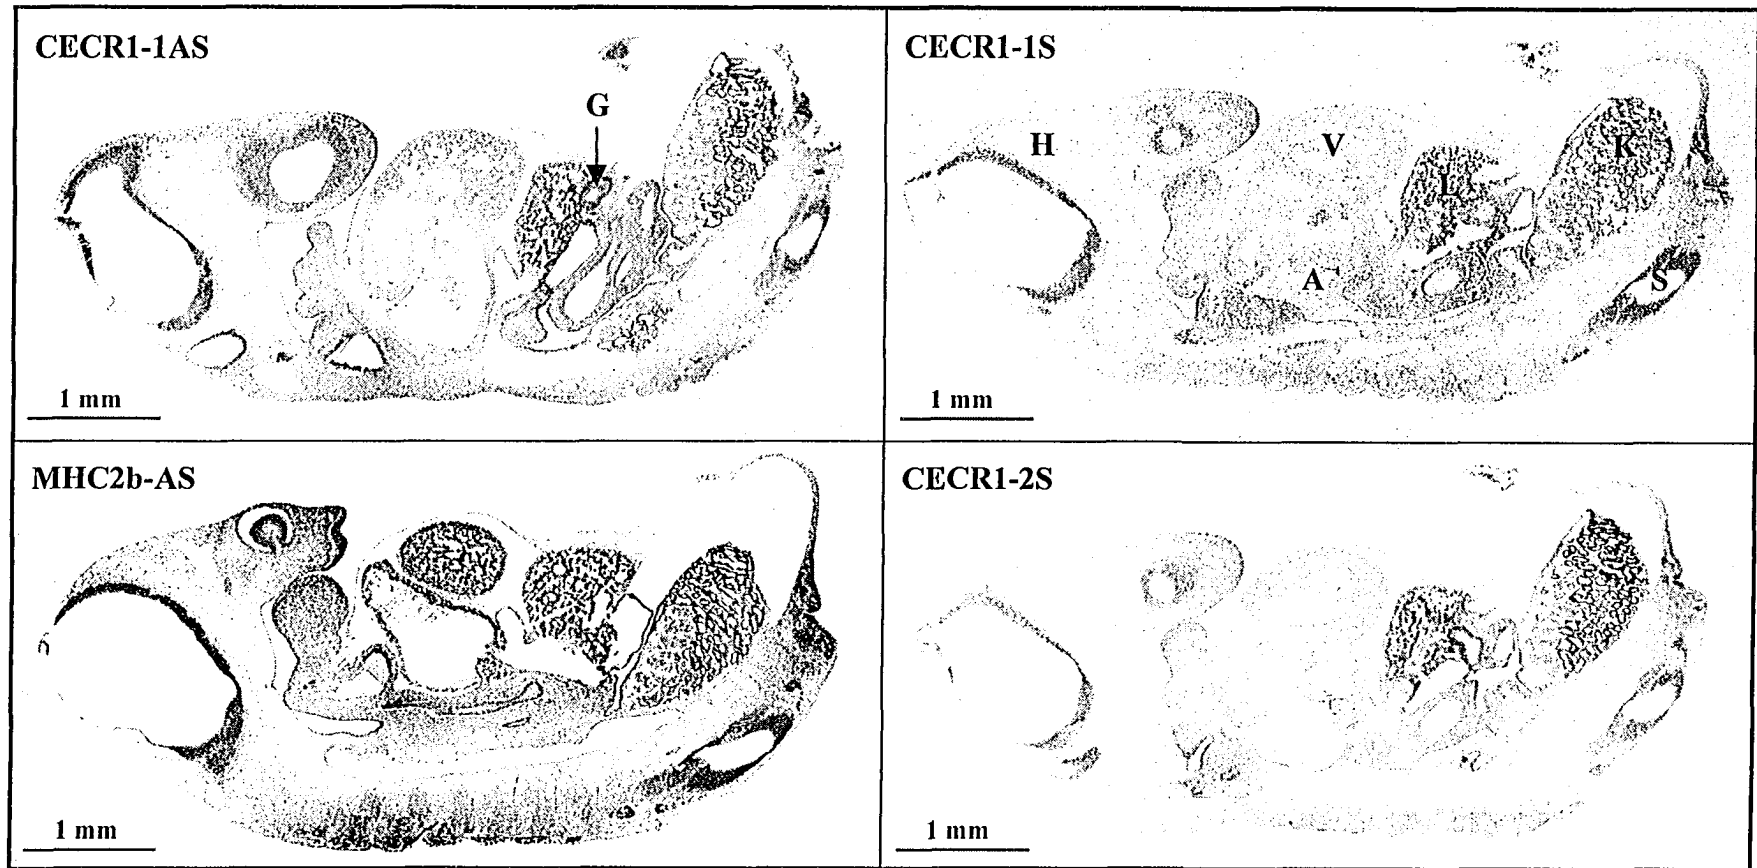 CECR1-1AS
G
1 mm
CECR1-1S
H
V
K
L
A
S
1 mm
MHC2b-AS
1 mm
CECR1-2S
1 mm